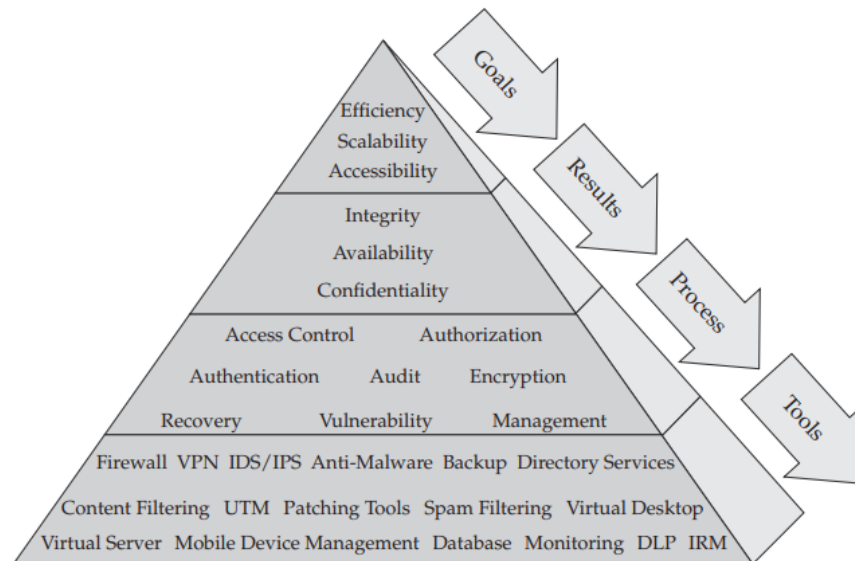 Goals
Efficiency
Scalability
Accessibility
Results
Integrity
Availability
Confidentiality
Process
Access Control Authorization
Authentication Audit Encryption
Recovery Vulnerability Management
Tools
Firewall VPN IDS/IPS Anti-Malware Backup Directory Services
Content Filtering UTM Patching Tools Spam Filtering Virtual Desktop
Virtual Server Mobile Device Management Database Monitoring DLP IRM